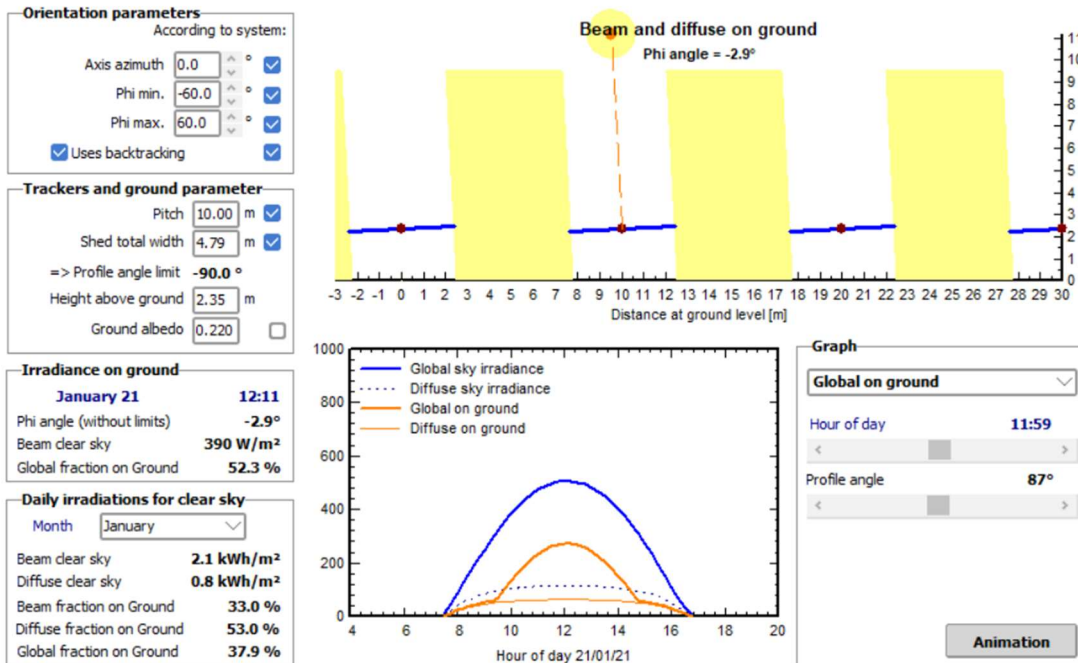 Orientation parameters
According to system:
Axis azimuth 0.0 °
Phi min. -60.0 °
Phi max. 60.0 °
Uses backtracking
Trackers and ground parameter
Pitch 10.00 m
Shed total width 4.79 m
=> Profile angle limit -90.0 °
Height above ground 2.35 m
Ground albedo 0.220
Irradiance on ground
January 21 12:11
Phi angle (without limits) -2.9°
Beam clear sky 390 W/m²
Global fraction on Ground 52.3 %
Daily irradiations for clear sky
Month January
Beam clear sky 2.1 kWh/m²
Diffuse clear sky 0.8 kWh/m²
Beam fraction on Ground 33.0 %
Diffuse fraction on Ground 53.0 %
Global fraction on Ground 37.9 %
Beam and diffuse on ground
Phi angle = -2.9°
11
10
9
8
7
6
5
4
3
2
1
0
-3 -2 -1 0 1 2 3 4 5 6 7 8 9 10 11 12 13 14 15 16 17 18 19 20 21 22 23 24 25 26 27 28 29 30
Distance at ground level [m]
1000
800
600
400
200
0
Global sky irradiance
Diffuse sky irradiance
Global on ground
Diffuse on ground
4 6 8 10 12 14 16 18 20
Hour of day 21/01/21
Graph
Global on ground
Hour of day 11:59
Profile angle 87°
Animation